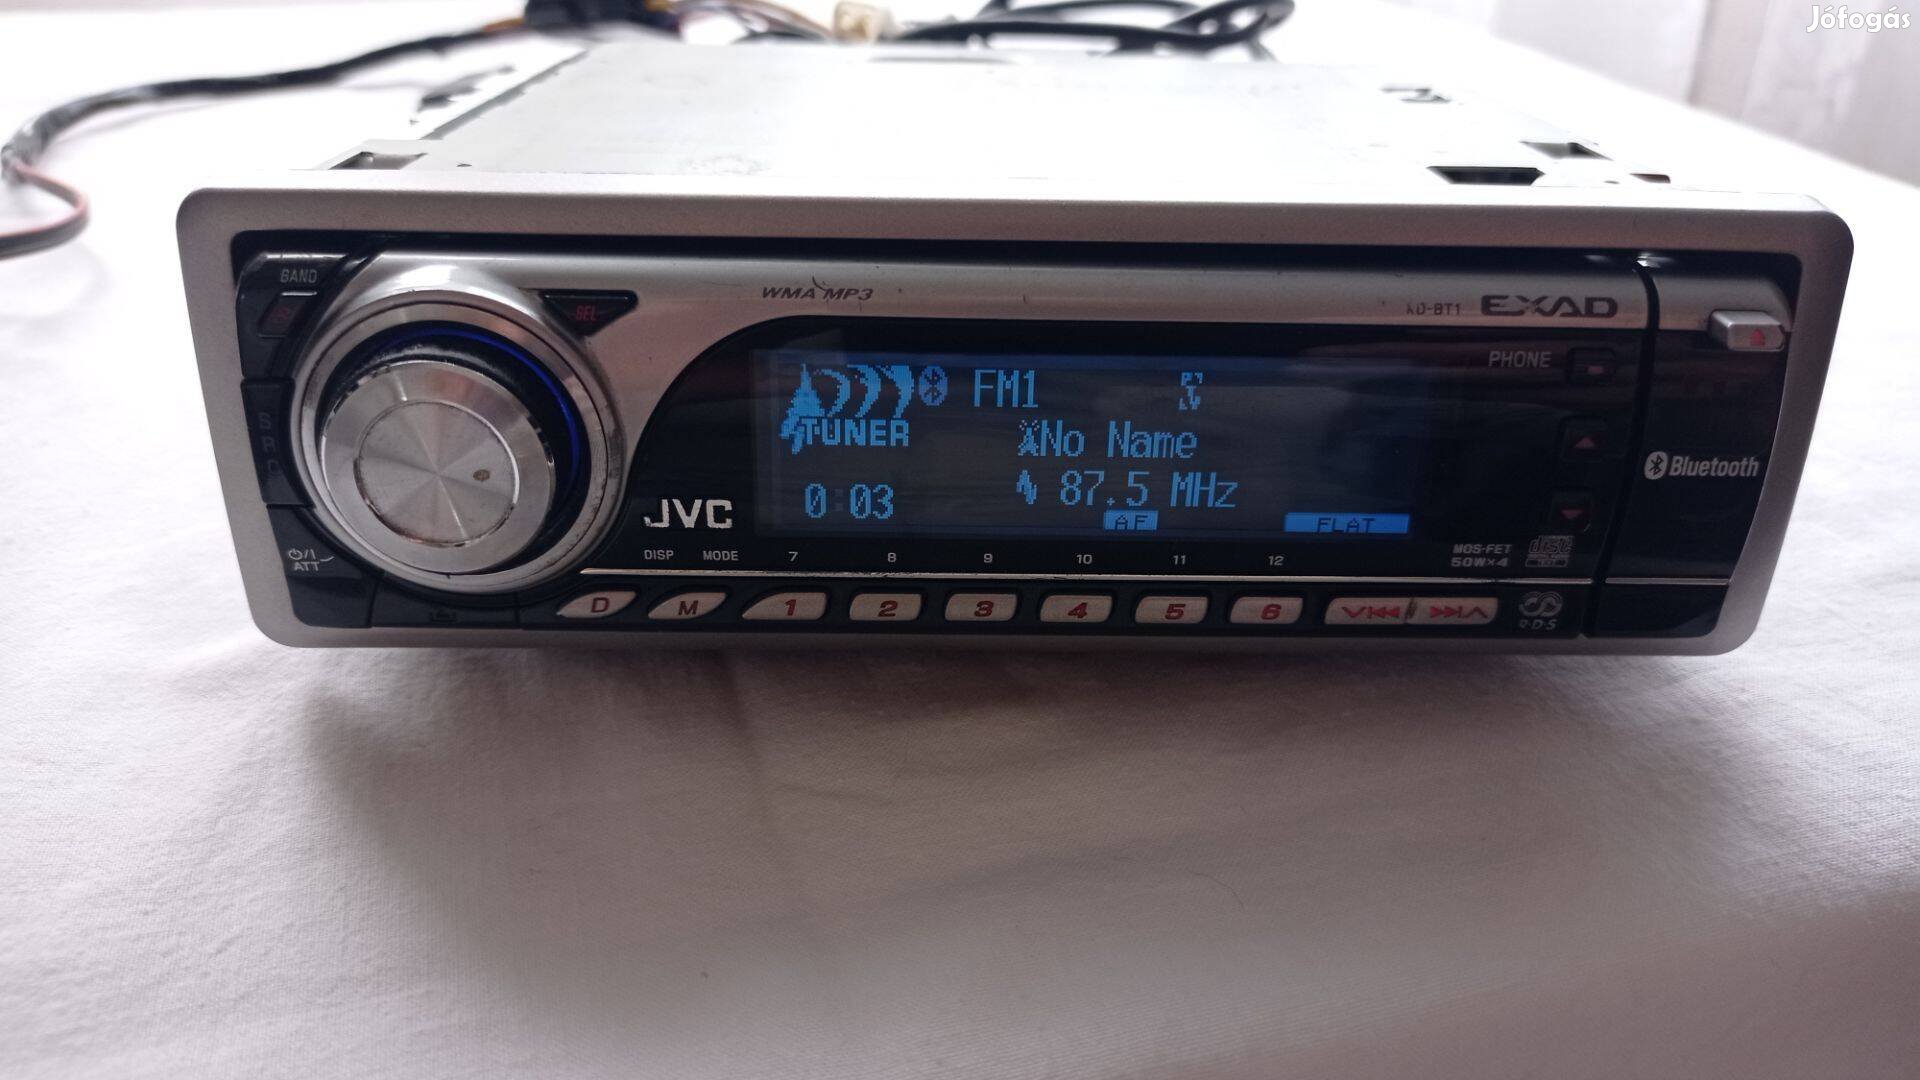 Jófogás
BAND
SEL
WMA MP3
KD-BT1 EXAD
PHONE
FM1
TUNER
No Name
0:03
87.5 MHz
AF
FLAT
Bluetooth
JVC
DISP MODE 7 8 9 10 11 12
MOS-FET
50W×4
disc
TEXT
⏻/I
ATT
D M 1 2 3 4 5 6
R·D·S